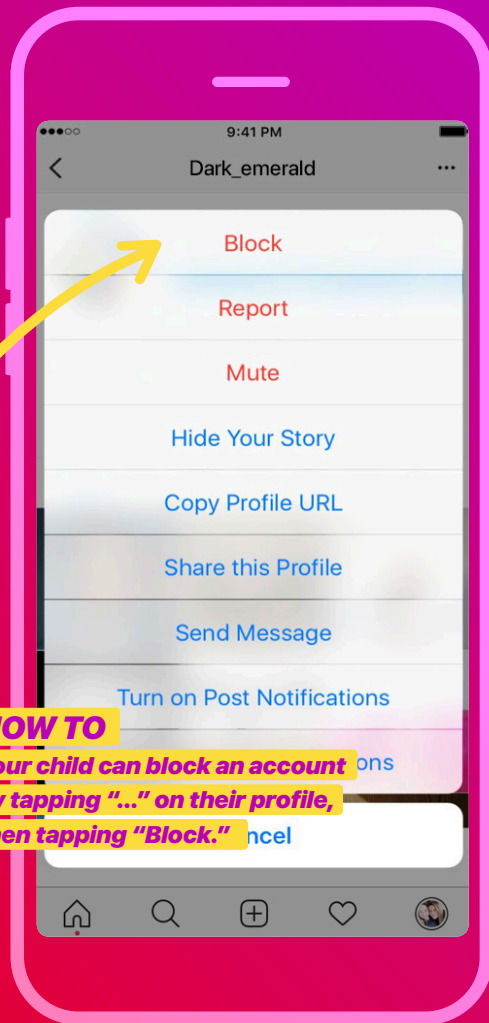 9:41 PM
Dark_emerald
...
Block
Report
Mute
Hide Your Story
Copy Profile URL
Share this Profile
Send Message
Turn on Post Notifications
OW TO
our child can block an account
ons
y tapping “...” on their profile,
en tapping “Block.”
ncel